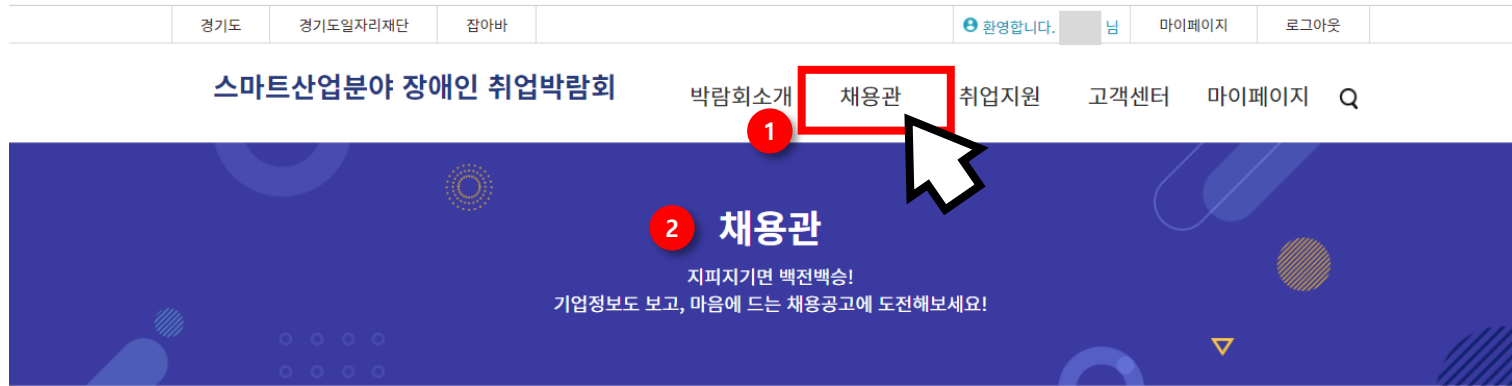 경기도 경기도일자리재단 잡아바 환영합니다. 님 마이페이지 로그아웃
스마트산업분야 장애인 취업박람회 박람회소개 채용관 취업지원 고객센터 마이페이지
1
2 채용관
지피지기면 백전백승!
기업정보도 보고, 마음에 드는 채용공고에 도전해보세요!